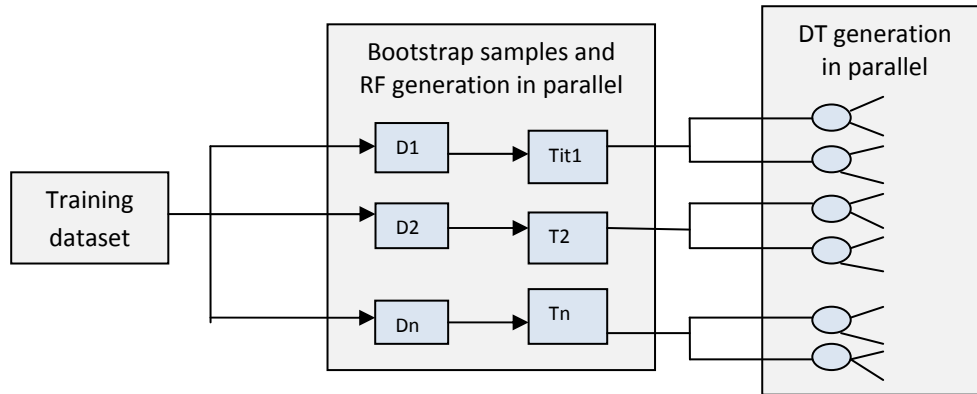 Training
dataset
Bootstrap samples and
RF generation in parallel
D1
Tit1
D2
T2
Dn
Tn
DT generation
in parallel